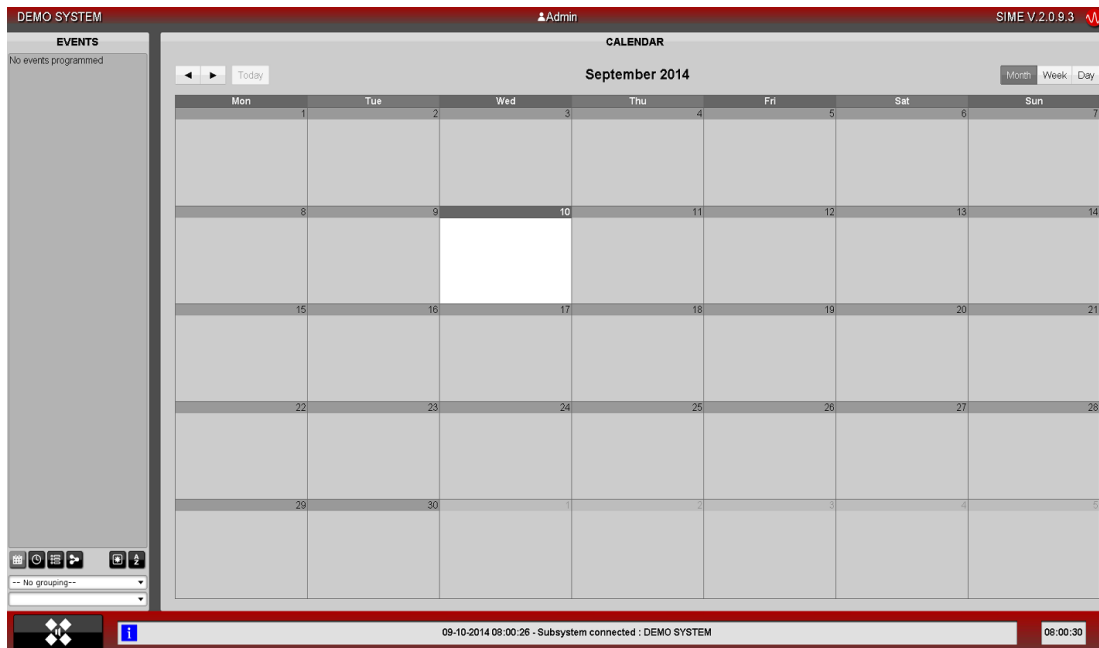 DEMO SYSTEM Admin SIME V.2.0.9.3
EVENTS
No events programmed
CALENDAR
Today September 2014 Month Week Day
Mon Tue Wed Thu Fri Sat Sun
1 2 3 4 5 6 7
8 9 10 11 12 13 14
15 16 17 18 19 20 21
22 23 24 25 26 27 28
29 30 1 2 3 4 5
A
Z
-- No grouping--
i 09-10-2014 08:00:26 - Subsystem connected : DEMO SYSTEM 08:00:30